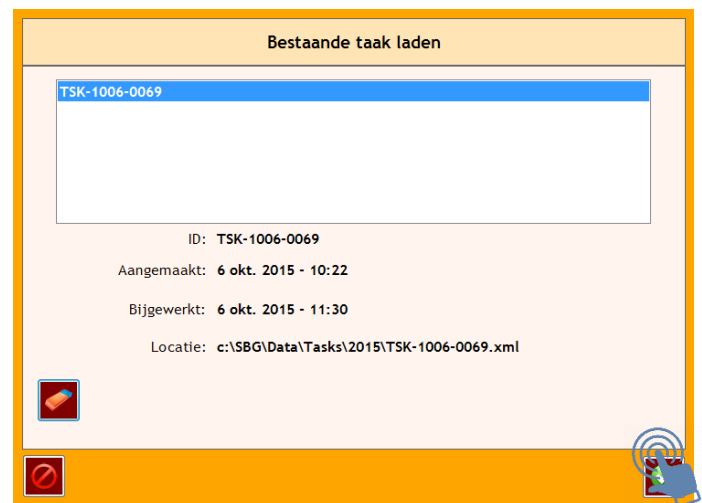 Bestaande taak laden
TSK-1006-0069
ID: TSK-1006-0069
Aangemaakt: 6 okt. 2015 - 10:22
Bijgewerkt: 6 okt. 2015 - 11:30
Locatie: c:\SBG\Data\Tasks\2015\TSK-1006-0069.xml